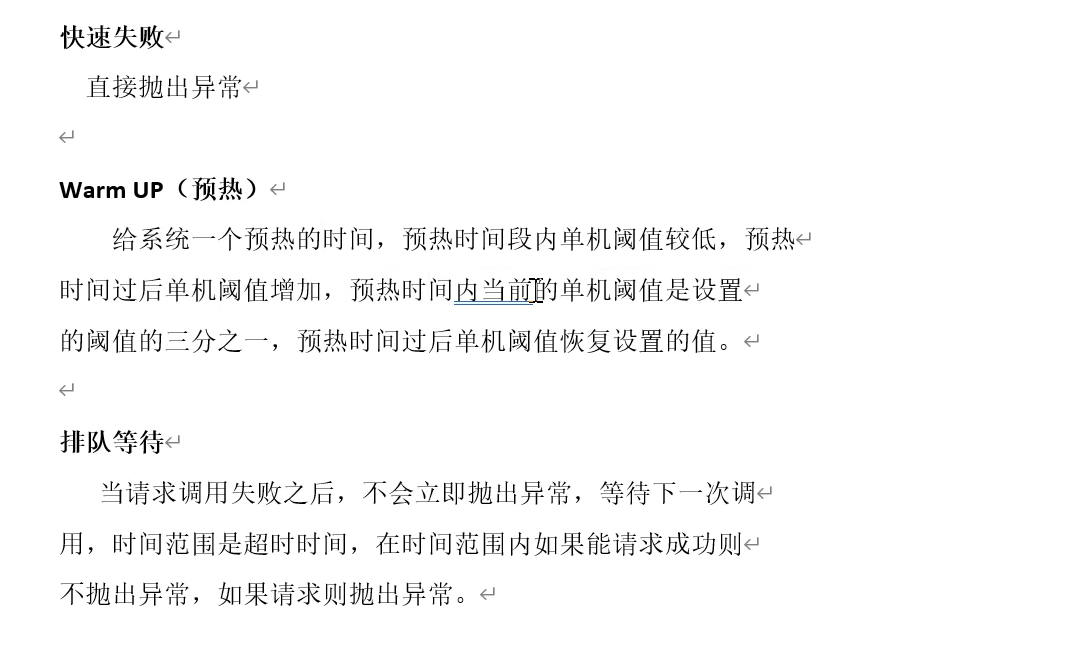 快速失败
直接抛出异常
Warm UP（预热）
给系统一个预热的时间，预热时间段内单机阈值较低，预热
时间过后单机阈值增加，预热时间内当前的单机阈值是设置
的阈值的三分之一，预热时间过后单机阈值恢复设置的值。
排队等待
当请求调用失败之后，不会立即抛出异常，等待下一次调
用，时间范围是超时时间，在时间范围内如果能请求成功则
不抛出异常，如果请求则抛出异常。